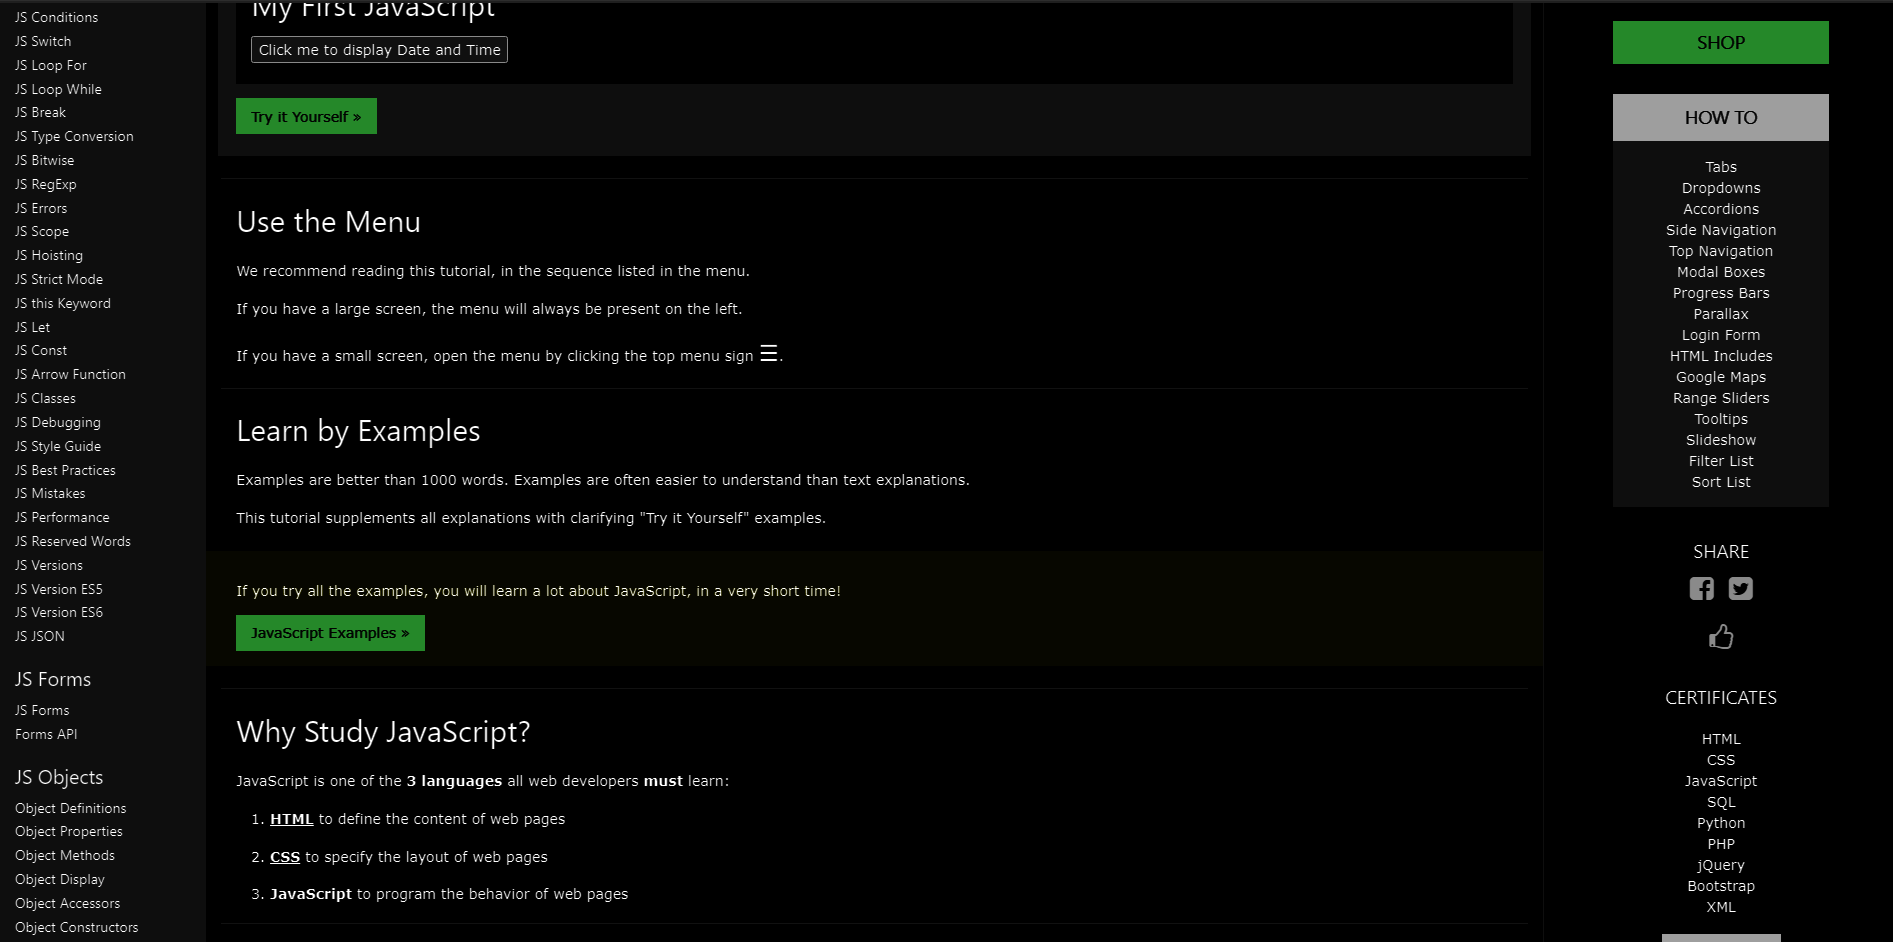 JS Conditions
JS Switch
JS Loop For
JS Loop While
JS Break
JS Type Conversion
JS Bitwise
JS RegExp
JS Errors
JS Scope
JS Hoisting
JS Strict Mode
JS this Keyword
JS Let
JS Const
JS Arrow Function
JS Classes
JS Debugging
JS Style Guide
JS Best Practices
JS Mistakes
JS Performance
JS Reserved Words
JS Versions
JS Version ES5
JS Version ES6
JS JSON
JS Forms
JS Forms
Forms API
JS Objects
Object Definitions
Object Properties
Object Methods
Object Display
Object Accessors
Object Constructors
My First JavaScript
Click me to display Date and Time
Try it Yourself »
Use the Menu
We recommend reading this tutorial, in the sequence listed in the menu.
If you have a large screen, the menu will always be present on the left.
If you have a small screen, open the menu by clicking the top menu sign ☰.
Learn by Examples
Examples are better than 1000 words. Examples are often easier to understand than text explanations.
This tutorial supplements all explanations with clarifying "Try it Yourself" examples.
If you try all the examples, you will learn a lot about JavaScript, in a very short time!
JavaScript Examples »
Why Study JavaScript?
JavaScript is one of the 3 languages all web developers must learn:
1. HTML to define the content of web pages
2. CSS to specify the layout of web pages
3. JavaScript to program the behavior of web pages
SHOP
HOW TO
Tabs
Dropdowns
Accordions
Side Navigation
Top Navigation
Modal Boxes
Progress Bars
Parallax
Login Form
HTML Includes
Google Maps
Range Sliders
Tooltips
Slideshow
Filter List
Sort List
SHARE
CERTIFICATES
HTML
CSS
JavaScript
SQL
Python
PHP
jQuery
Bootstrap
XML